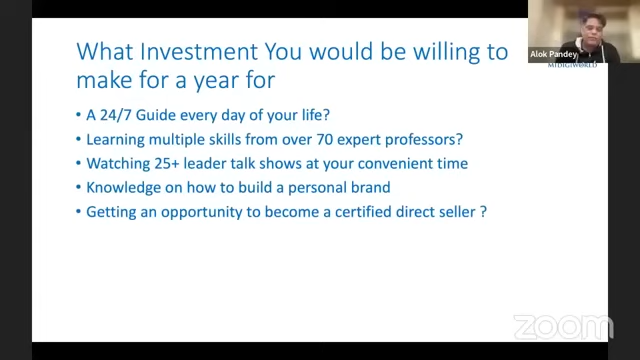 What Investment You would be willing to
make for a year for
• A 24/7 Guide every day of your life?
• Learning multiple skills from over 70 expert professors?
• Watching 25+ leader talk shows at your convenient time
• Knowledge on how to build a personal brand
• Getting an opportunity to become a certified direct seller ?
Alok Pandey
MIDIGIWORLD
zoom